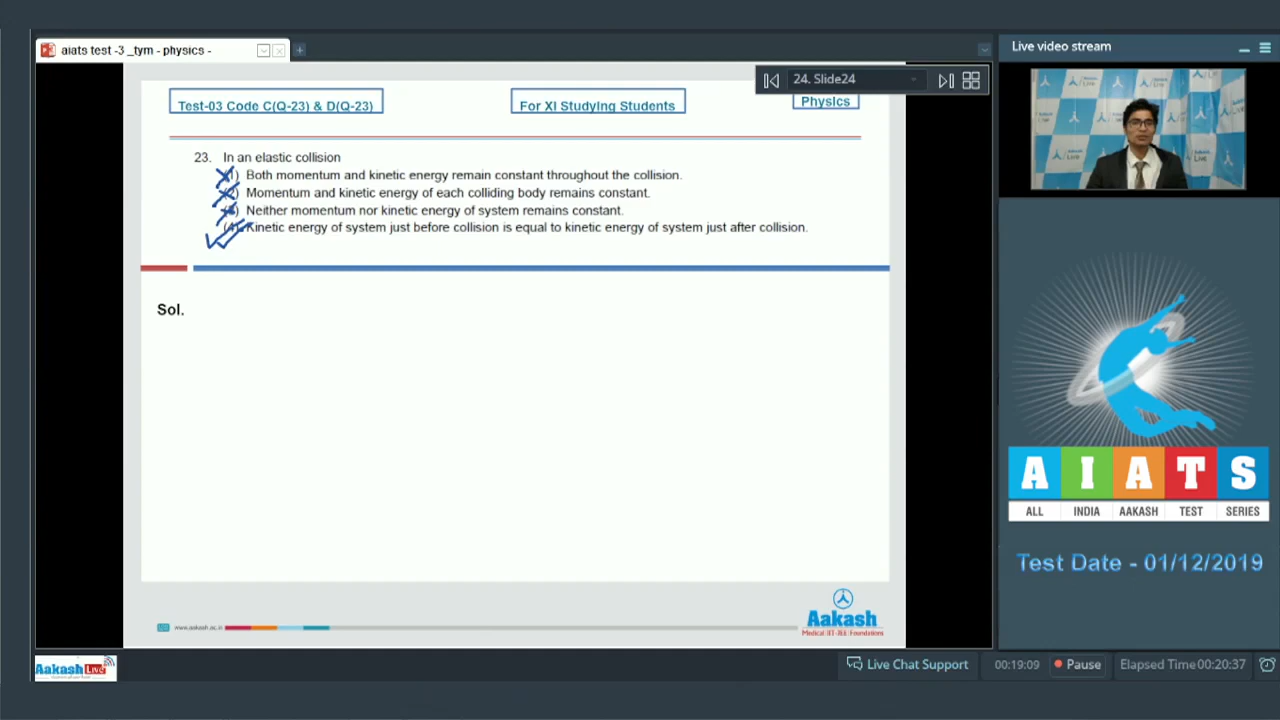 aiats test -3 _tym - physics -
Live video stream
24. Slide24
Test-03 Code C(Q-23) & D(Q-23)
For XI Studying Students
Physics
23. In an elastic collision
Both momentum and kinetic energy remain constant throughout the collision.
Momentum and kinetic energy of each colliding body remains constant.
Neither momentum nor kinetic energy of system remains constant.
(4) Kinetic energy of system just before collision is equal to kinetic energy of system just after collision.
Sol.
A I A T S
ALL INDIA AAKASH TEST SERIES
Test Date - 01/12/2019
www.aakash.ac.in
Aakash
Medical|IIT-JEE|Foundations
Aakash Live
Live Chat Support
00:19:09
Pause
Elapsed Time 00:20:37